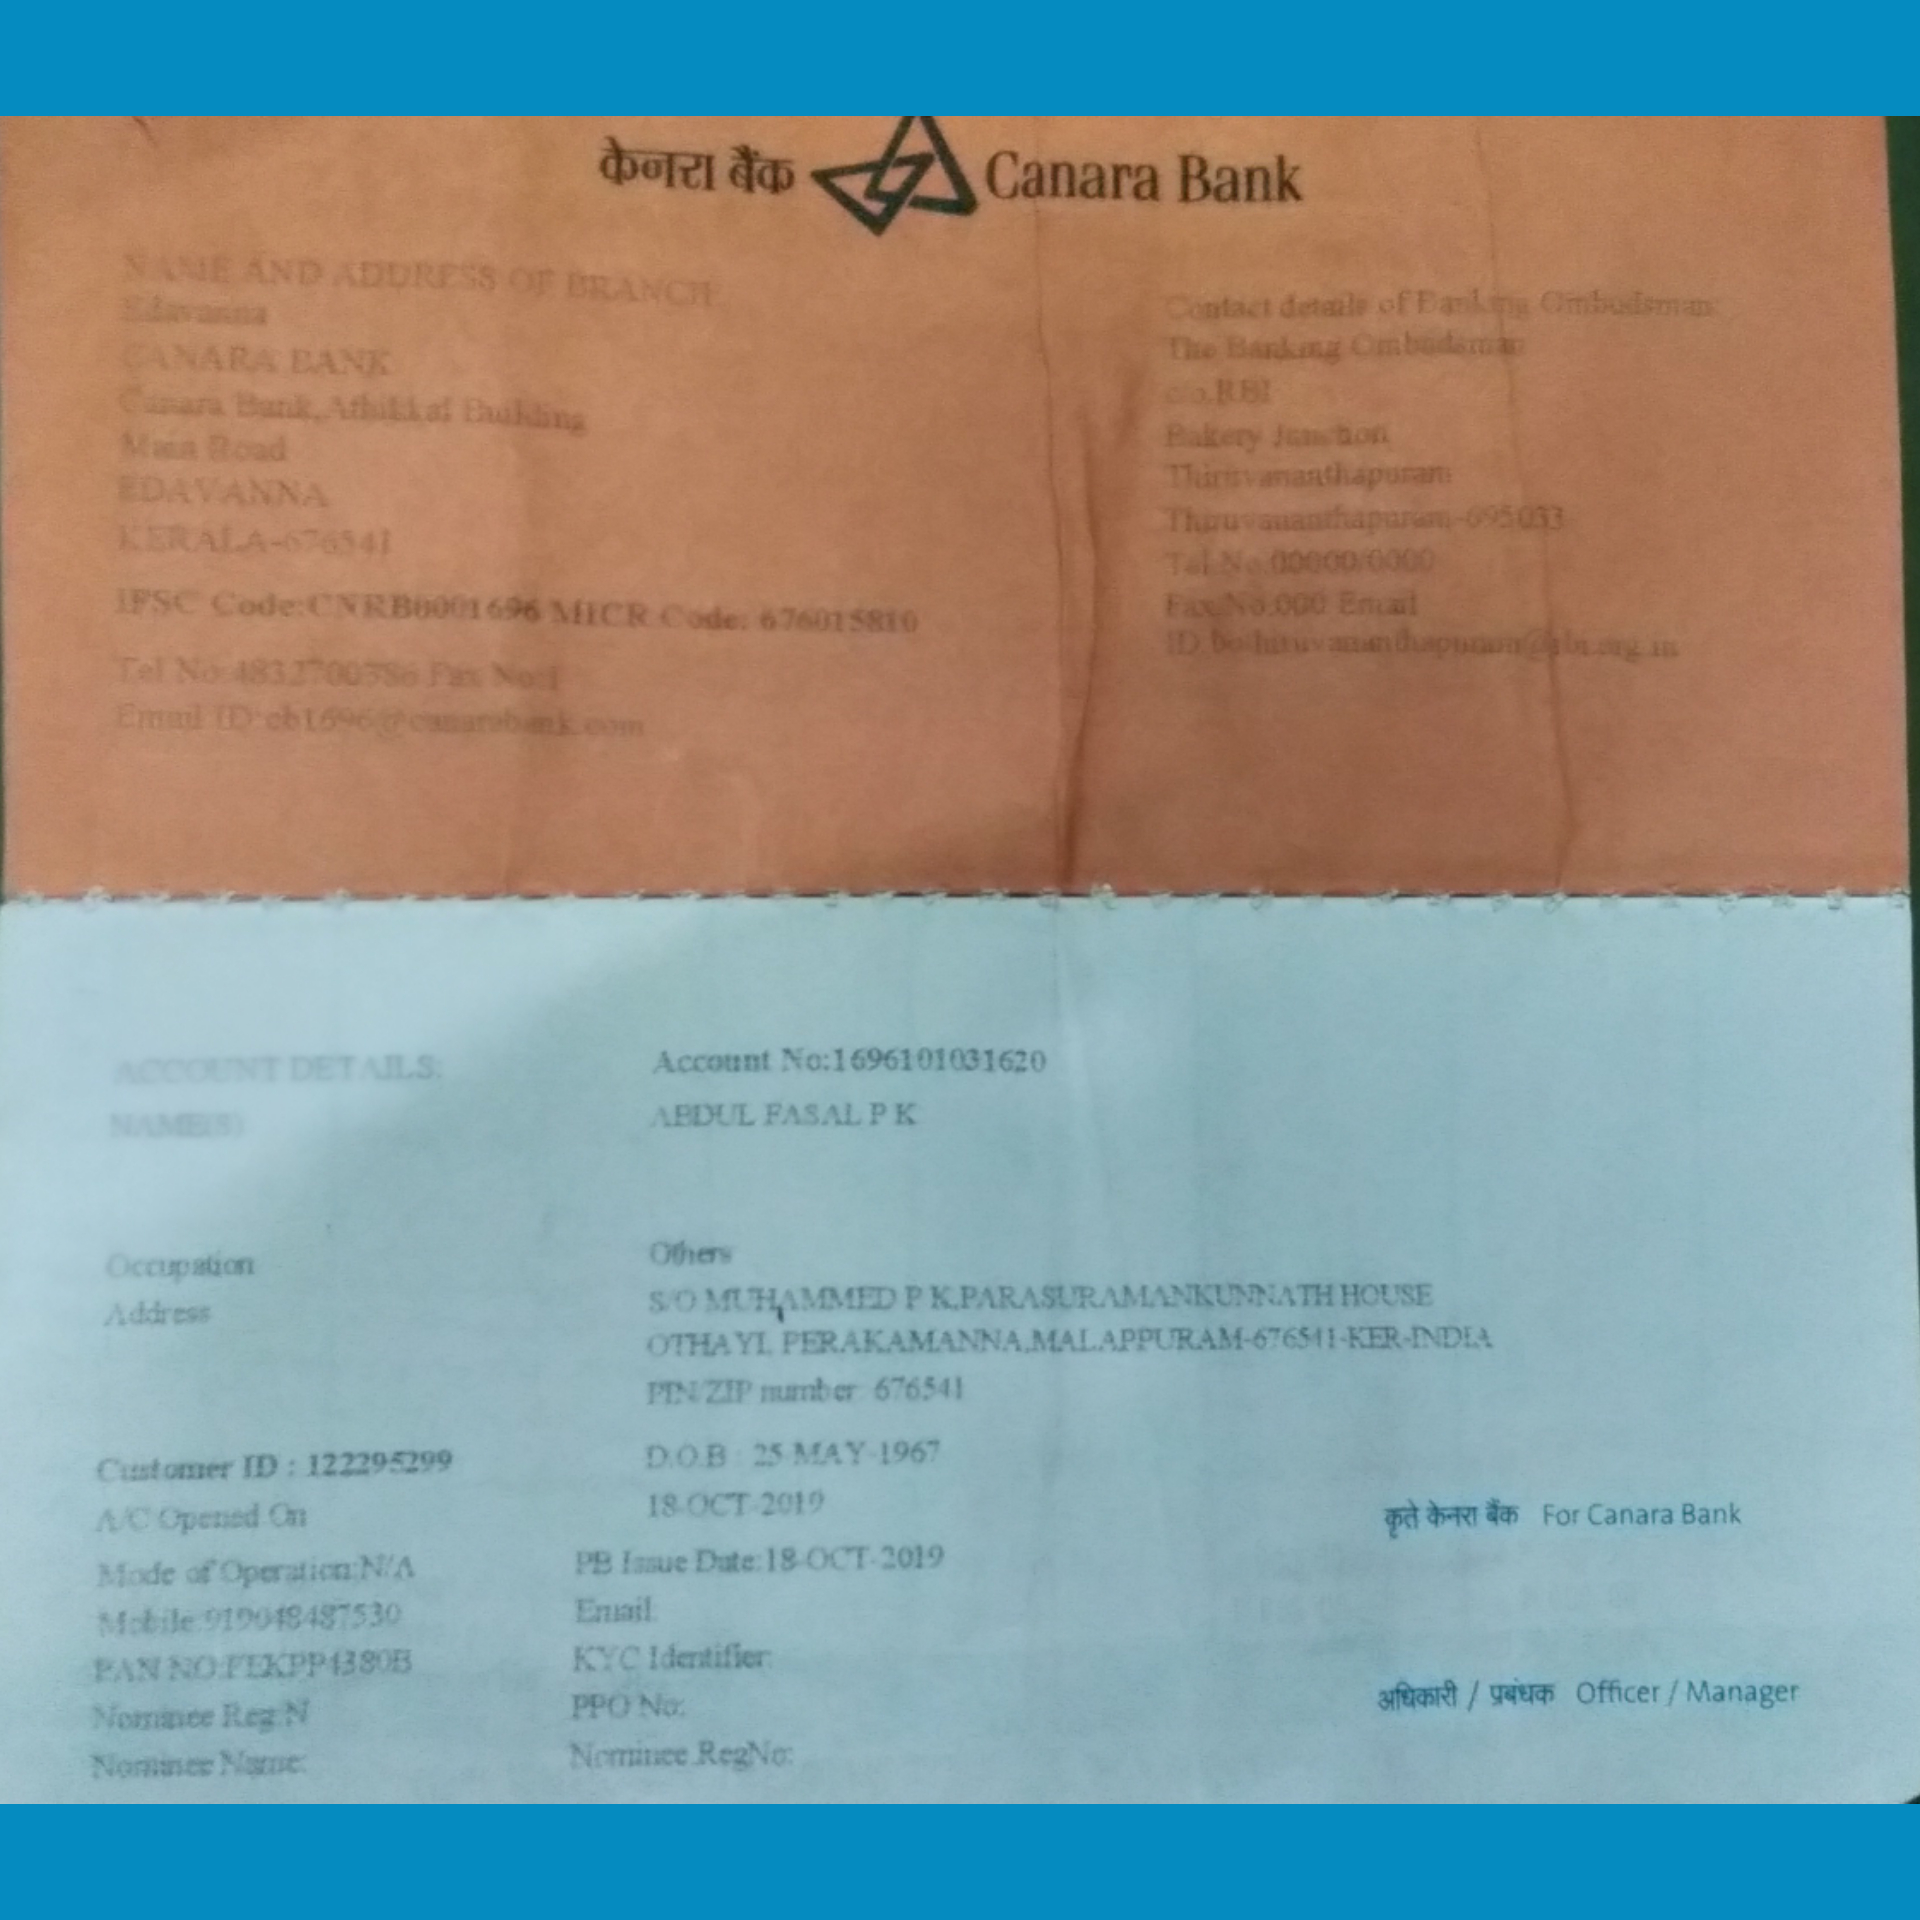 केनरा बैंक Canara Bank
NAME AND ADDRESS OF BRANCH
Edavanna
CANARA BANK
Canara Bank, Athikkal Building
Main Road
EDAVANNA
KERALA-676541
IFSC Code:CNRB0001696 MICR Code: 676015810
Tel No:4832700786 Fax No:1
Email ID:cb1696@canarabank.com
Contact details of Banking Ombudsman:
The Banking Ombudsman
c/o.RBI
Bakery Junction
Thiruvananthapuram
Thiruvananthapuram-695033
Tel No:00000/0000
Fax No:000 Email
ID:bothiruvananthapuram@rbi.org.in
ACCOUNT DETAILS: Account No:1696101031620
NAME(S) ABDUL FASAL P K
Occupation Others
Address S/O MUHAMMED P K,PARASURAMANKUNNATH HOUSE
OTHAYI, PERAKAMANNA,MALAPPURAM-676541-KER-INDIA
PIN/ZIP number 676541
Customer ID : 122295299 D.O.B : 25-MAY-1967
A/C Opened On 18-OCT-2019
कृते केनरा बैंक For Canara Bank
Mode of Operation:N/A PB Issue Date:18-OCT-2019
Mobile:919048487530 Email:
PAN NO: KYC Identifier:
Nominee Reg:N PPO No:
अधिकारी / प्रबंधक Officer / Manager
Nominee Name: Nominee RegNo: